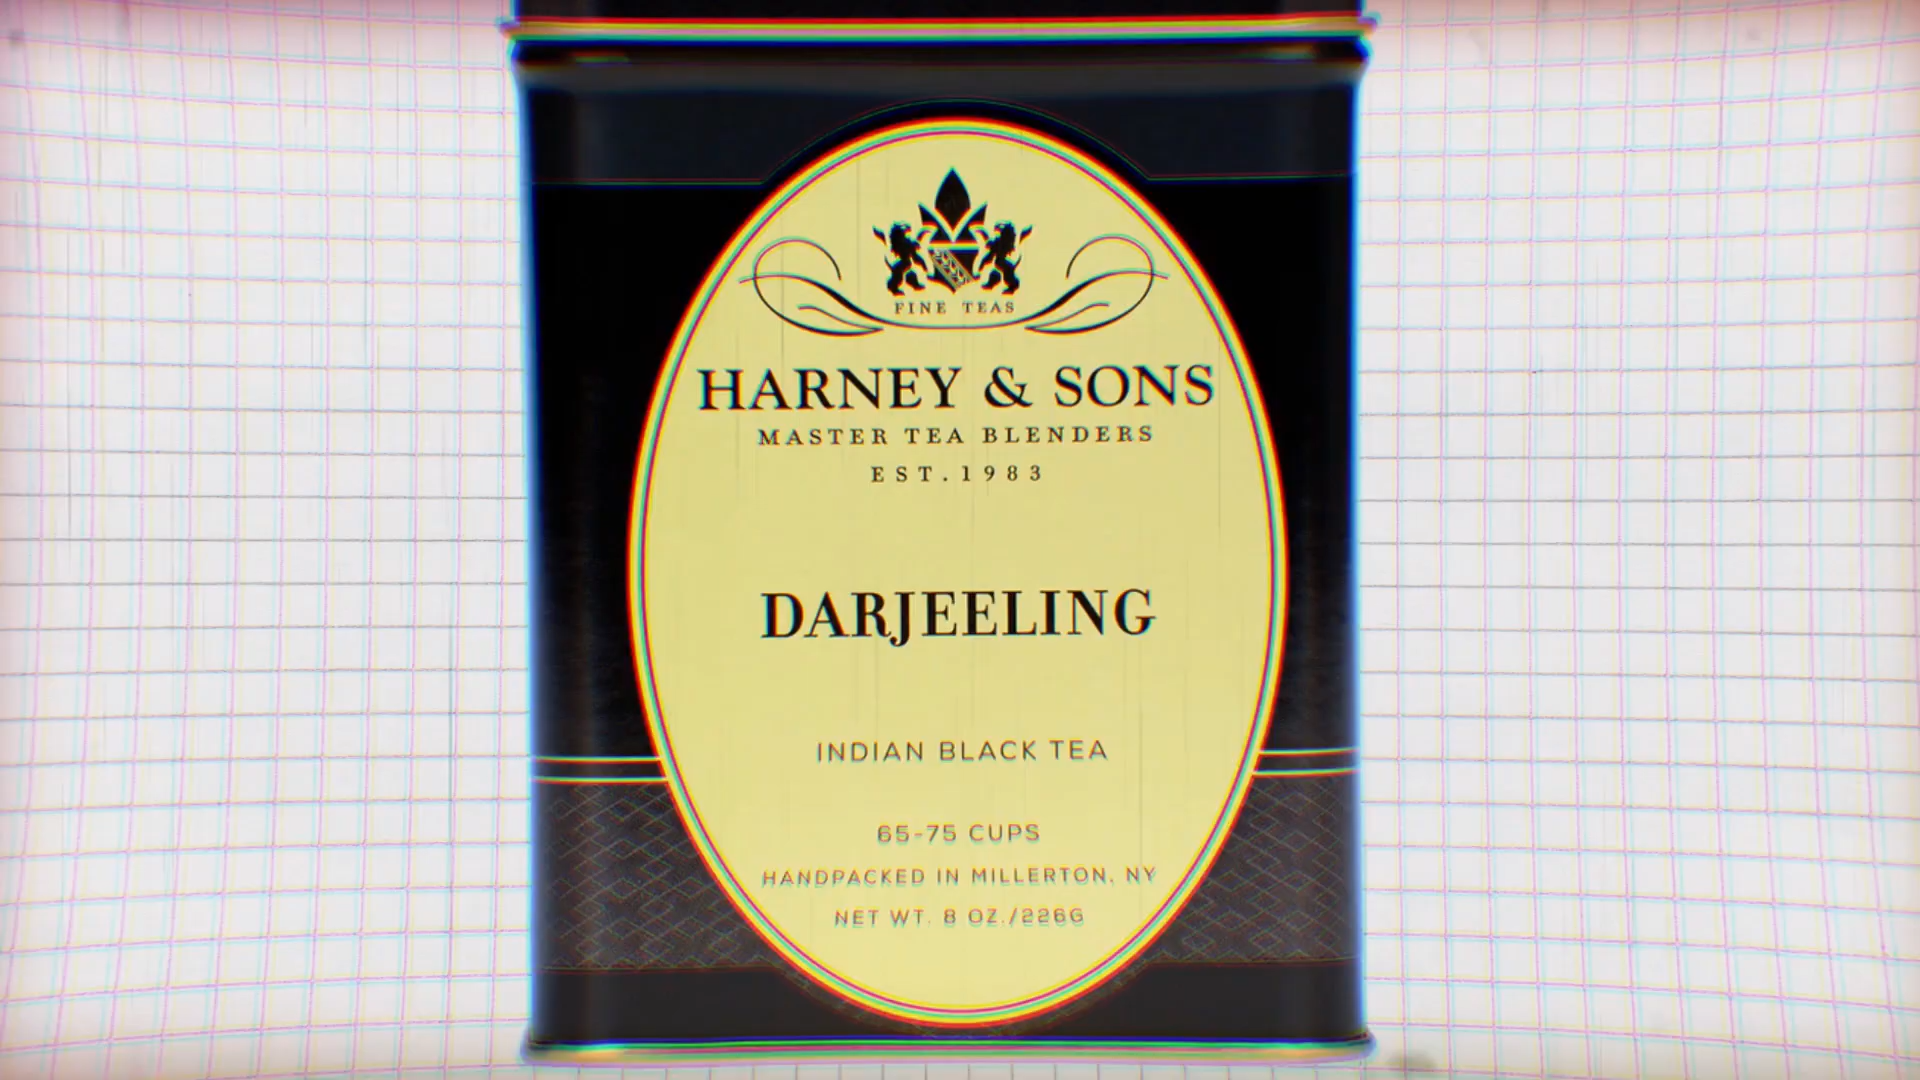 FINE TEAS
HARNEY & SONS
MASTER TEA BLENDERS
EST.1983
DARJEELING
INDIAN BLACK TEA
65-75 CUPS
HANDPACKED IN MILLERTON, NY
NET WT. 8 OZ./226G